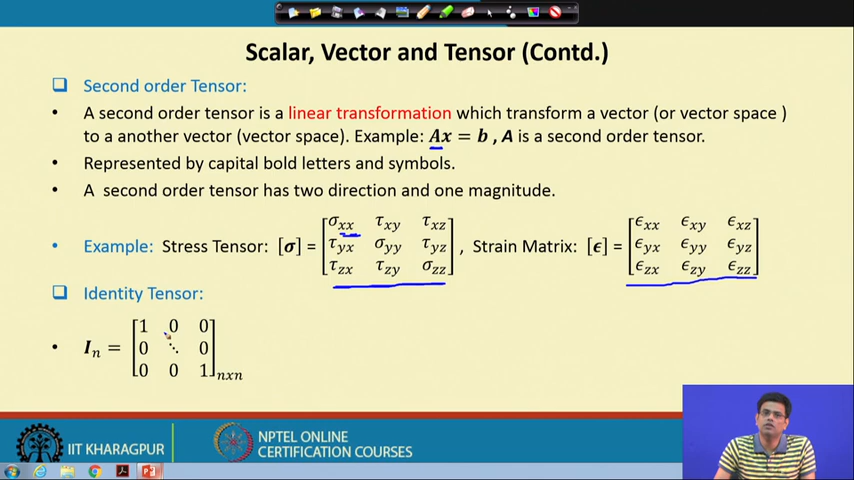 Scalar, Vector and Tensor (Contd.)
❑ Second order Tensor:
• A second order tensor is a linear transformation which transform a vector (or vector space )
to a another vector (vector space). Example: Ax = b , A is a second order tensor.
• Represented by capital bold letters and symbols.
• A second order tensor has two direction and one magnitude.
• Example: Stress Tensor: [σ] = [σxx τxy τxz; τyx σyy τyz; τzx τzy σzz] , Strain Matrix: [ϵ] = [ϵxx ϵxy ϵxz; ϵyx ϵyy ϵyz; ϵzx ϵzy ϵzz]
❑ Identity Tensor:
• In = [1 0 0; 0 ⋱ 0; 0 0 1]nxn
IIT KHARAGPUR
NPTEL ONLINE
CERTIFICATION COURSES